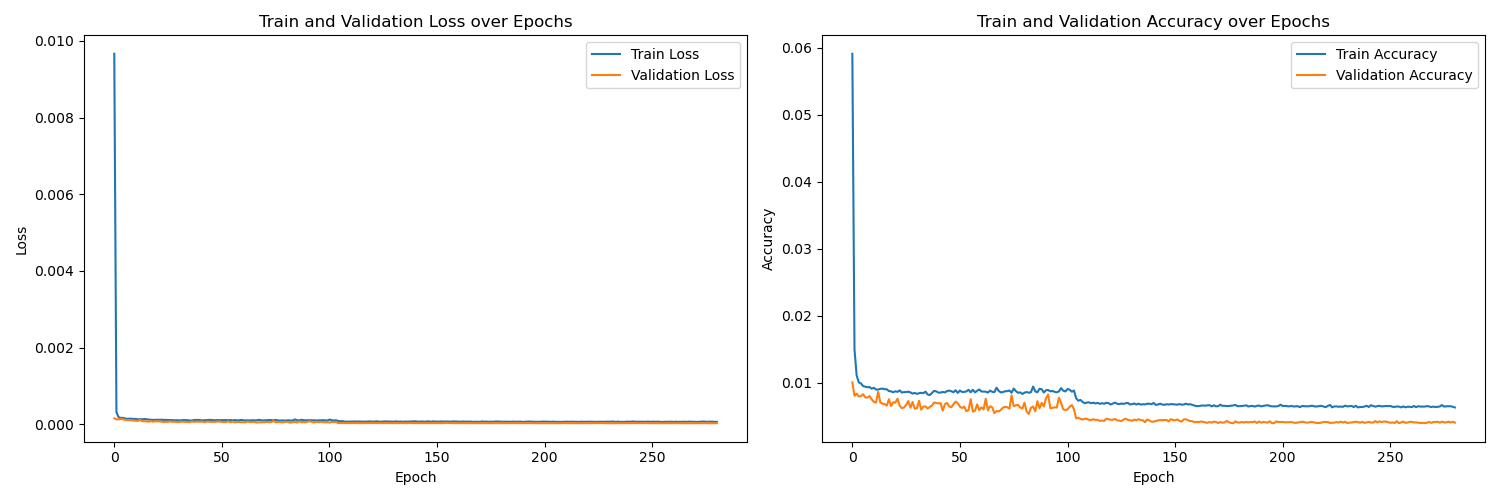 Train and Validation Loss over Epochs
0.010
0.008
0.006
0.004
0.002
0.000
Loss
Train Loss
Validation Loss
0 50 100 150 200 250
Epoch
Train and Validation Accuracy over Epochs
0.06
0.05
0.04
0.03
0.02
0.01
Accuracy
Train Accuracy
Validation Accuracy
0 50 100 150 200 250
Epoch